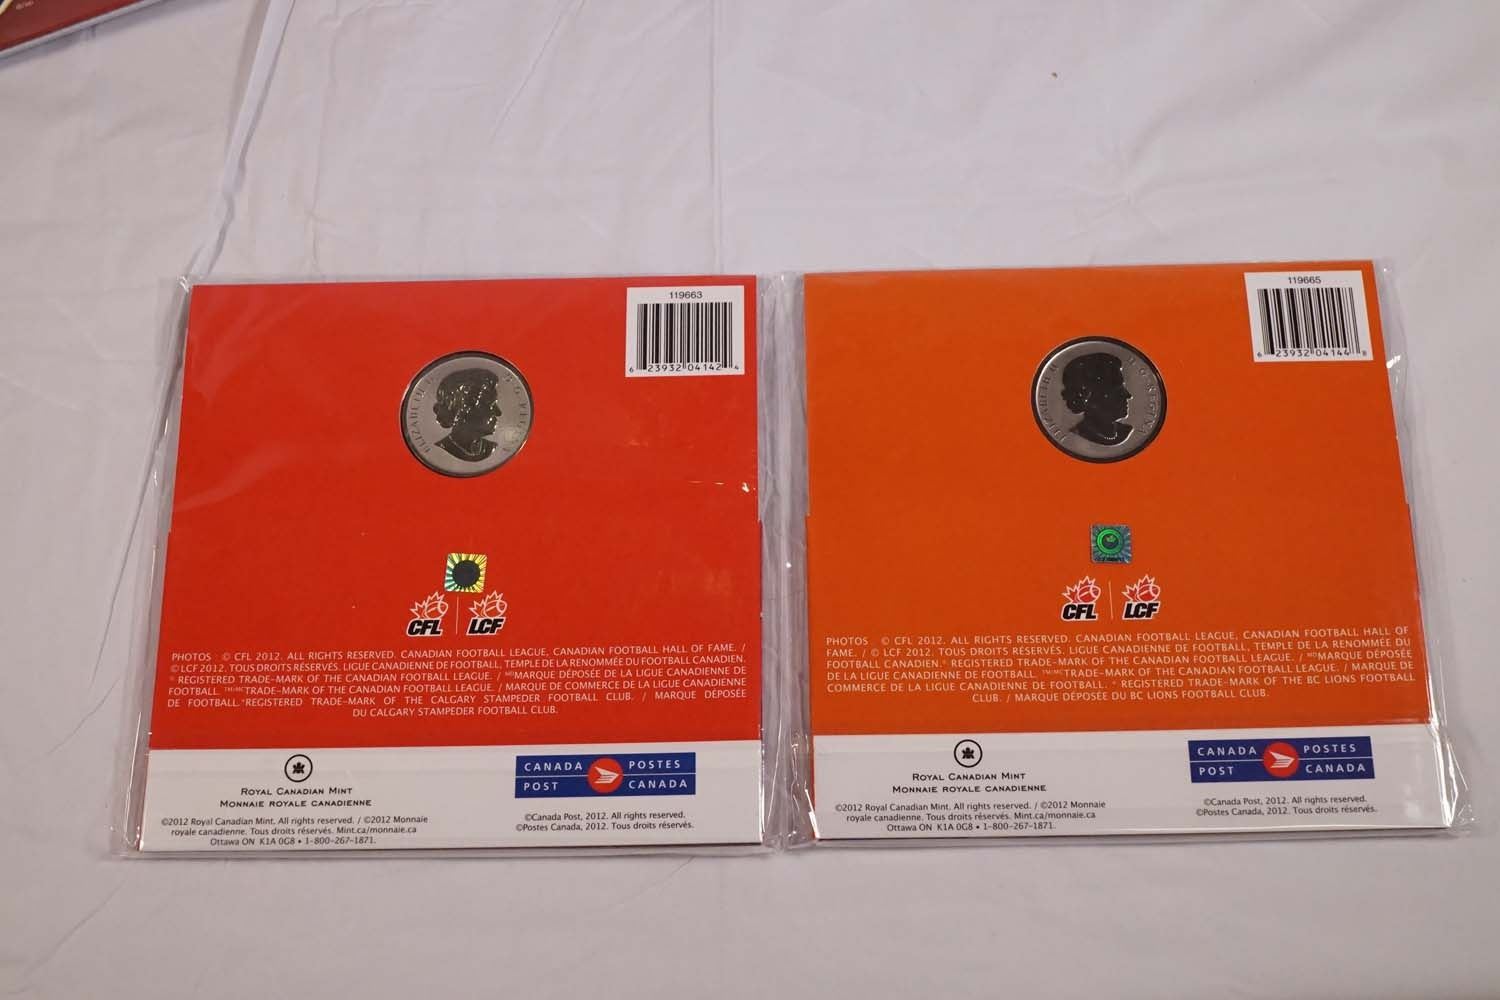 119663
6 23932 04142 4
ELIZABETH II D·G·REGINA
CFL LCF
PHOTOS © CFL 2012. ALL RIGHTS RESERVED. CANADIAN FOOTBALL LEAGUE, CANADIAN FOOTBALL HALL OF FAME. /
© LCF 2012. TOUS DROITS RÉSERVÉS. LIGUE CANADIENNE DE FOOTBALL, TEMPLE DE LA RENOMMÉE DU FOOTBALL CANADIEN.
® REGISTERED TRADE-MARK OF THE CANADIAN FOOTBALL LEAGUE. / MDMARQUE DÉPOSÉE DE LA LIGUE CANADIENNE DE
FOOTBALL. TM/MCTRADE-MARK OF THE CANADIAN FOOTBALL LEAGUE. / MARQUE DE COMMERCE DE LA LIGUE CANADIENNE
DE FOOTBALL.®REGISTERED TRADE-MARK OF THE CALGARY STAMPEDER FOOTBALL CLUB. / MARQUE DÉPOSÉE
DU CALGARY STAMPEDER FOOTBALL CLUB.
ROYAL CANADIAN MINT
MONNAIE ROYALE CANADIENNE
©2012 Royal Canadian Mint. All rights reserved. / ©2012 Monnaie
royale canadienne. Tous droits réservés. Mint.ca/monnaie.ca
Ottawa ON K1A 0G8 • 1-800-267-1871.
CANADA POSTES
POST CANADA
©Canada Post, 2012. All rights reserved.
©Postes Canada, 2012. Tous droits réservés.
119665
6 23932 04144 8
ELIZABETH II D·G·REGINA
CFL LCF
PHOTOS © CFL 2012. ALL RIGHTS RESERVED. CANADIAN FOOTBALL LEAGUE, CANADIAN FOOTBALL HALL OF
FAME. / © LCF 2012. TOUS DROITS RÉSERVÉS. LIGUE CANADIENNE DE FOOTBALL, TEMPLE DE LA RENOMMÉE DU
FOOTBALL CANADIEN.® REGISTERED TRADE-MARK OF THE CANADIAN FOOTBALL LEAGUE. / MDMARQUE DÉPOSÉE
DE LA LIGUE CANADIENNE DE FOOTBALL. TM/MCTRADE-MARK OF THE CANADIAN FOOTBALL LEAGUE. / MARQUE DE
COMMERCE DE LA LIGUE CANADIENNE DE FOOTBALL. ® REGISTERED TRADE-MARK OF THE BC LIONS FOOTBALL
CLUB. / MARQUE DÉPOSÉE DU BC LIONS FOOTBALL CLUB.
ROYAL CANADIAN MINT
MONNAIE ROYALE CANADIENNE
©2012 Royal Canadian Mint. All rights reserved. / ©2012 Monnaie
royale canadienne. Tous droits réservés. Mint.ca/monnaie.ca
Ottawa ON K1A 0G8 • 1-800-267-1871.
CANADA POSTES
POST CANADA
©Canada Post, 2012. All rights reserved.
©Postes Canada, 2012. Tous droits réservés.